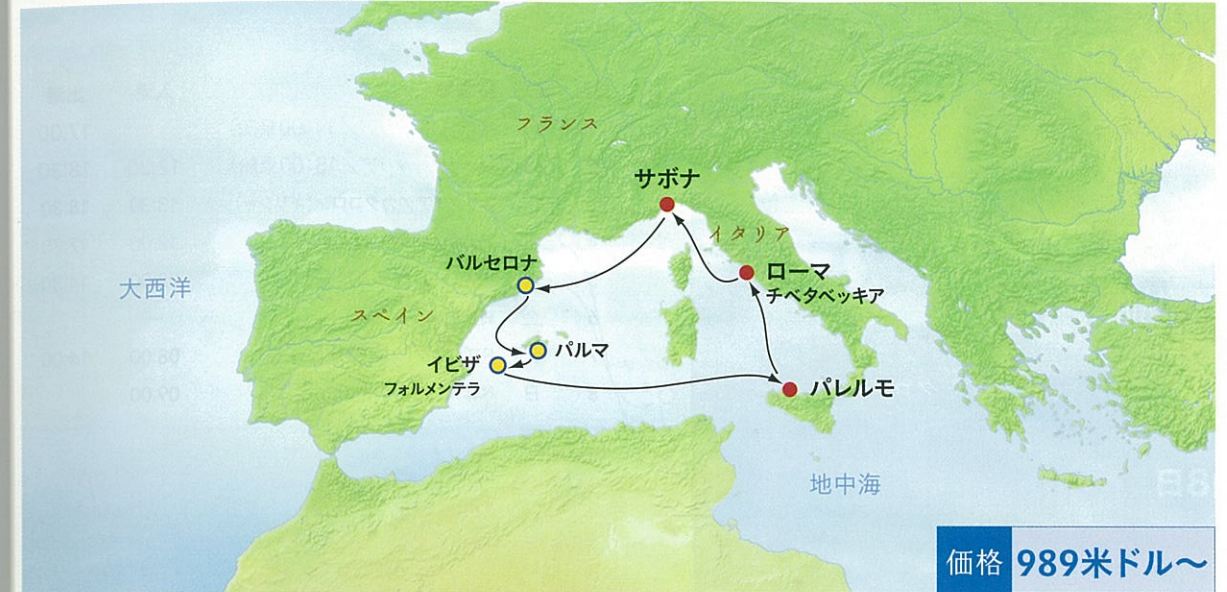 フランス
サボナ
イタリア
バルセロナ
ローマ
チベタベッキア
大西洋
スペイン
パルマ
イビザ
フォルメンテラ
パレルモ
地中海
価格 989米ドル～